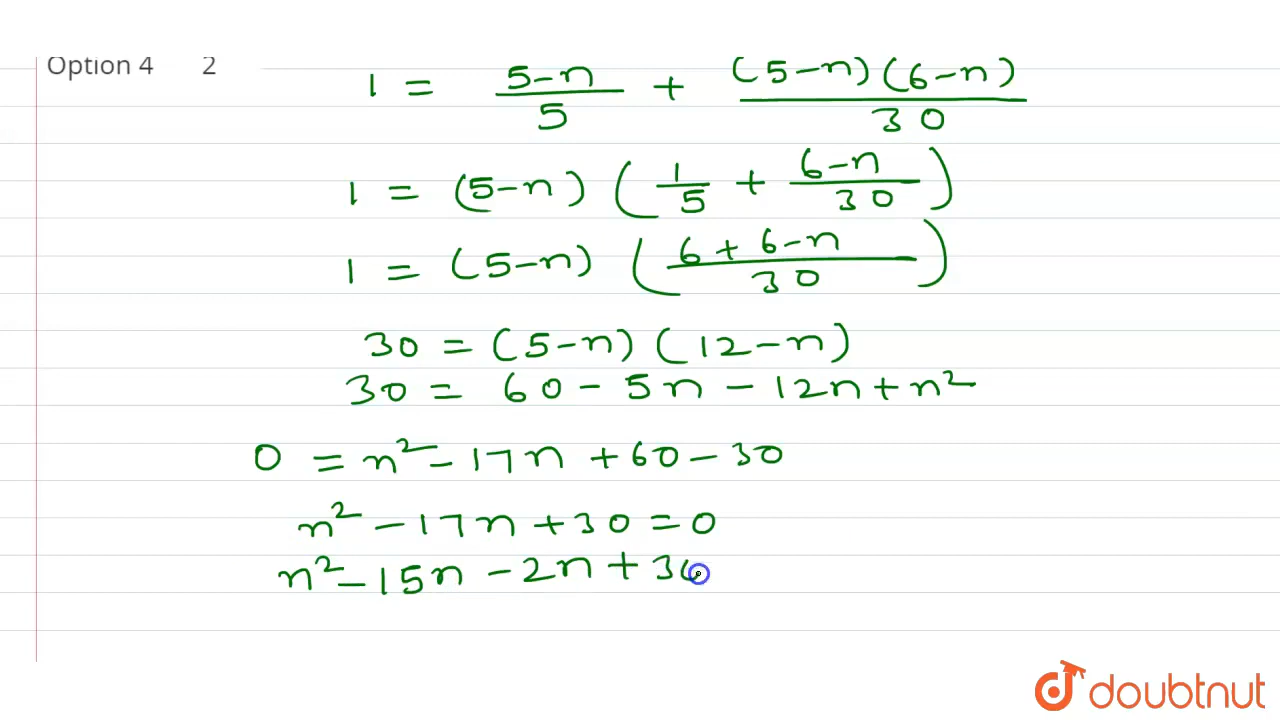 Option 4 2
1 = (5-n)/5 + ((5-n)(6-n))/30
1 = (5-n) (1/5 + (6-n)/30)
1 = (5-n) ((6+6-n)/30)
30 = (5-n) (12-n)
30 = 60 - 5n - 12n + n²
0 = n² - 17n + 60 - 30
n² - 17n + 30 = 0
n² - 15n - 2n + 30
doubtnut